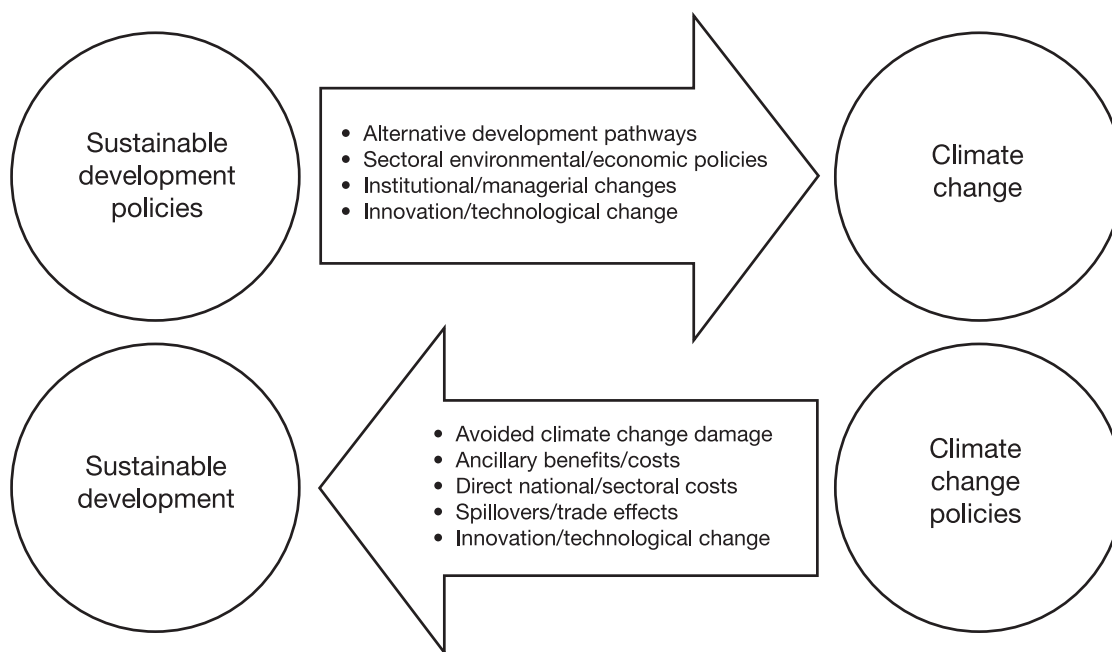 Sustainable
development
policies
• Alternative development pathways
• Sectoral environmental/economic policies
• Institutional/managerial changes
• Innovation/technological change
Climate
change
Sustainable
development
• Avoided climate change damage
• Ancillary benefits/costs
• Direct national/sectoral costs
• Spillovers/trade effects
• Innovation/technological change
Climate
change
policies